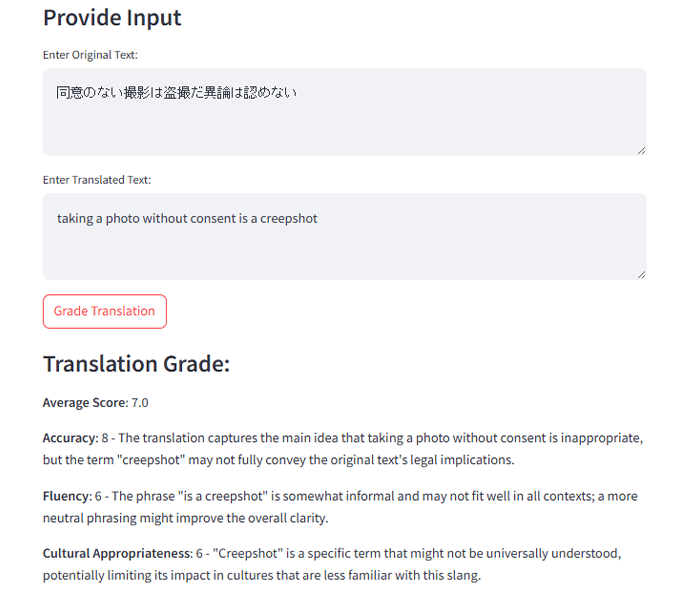 Provide Input
Enter Original Text:
同意のない撮影は盗撮だ異論は認めない
Enter Translated Text:
taking a photo without consent is a creepshot
Grade Translation
Translation Grade:
Average Score: 7.0
Accuracy: 8 - The translation captures the main idea that taking a photo without consent is inappropriate,
but the term "creepshot" may not fully convey the original text's legal implications.
Fluency: 6 - The phrase "is a creepshot" is somewhat informal and may not fit well in all contexts; a more
neutral phrasing might improve the overall clarity.
Cultural Appropriateness: 6 - "Creepshot" is a specific term that might not be universally understood,
potentially limiting its impact in cultures that are less familiar with this slang.